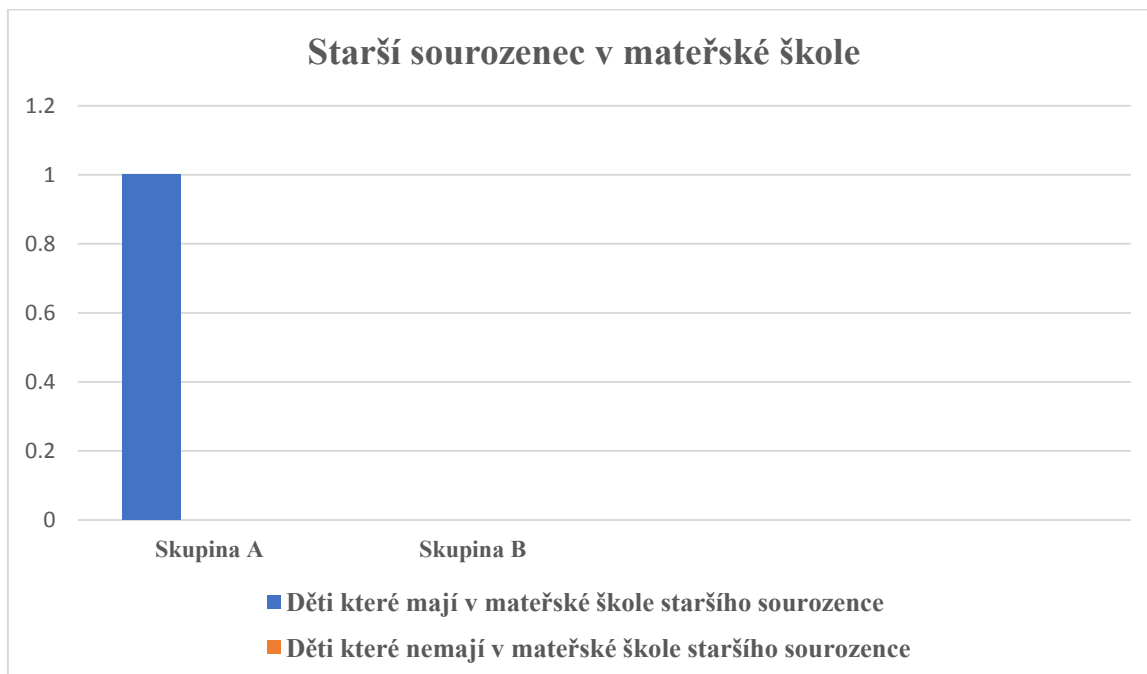 Starší sourozenec v mateřské škole
1.2
1
0.8
0.6
0.4
0.2
0
Skupina A Skupina B
Děti které mají v mateřské škole staršího sourozence
Děti které nemají v mateřské škole staršího sourozence